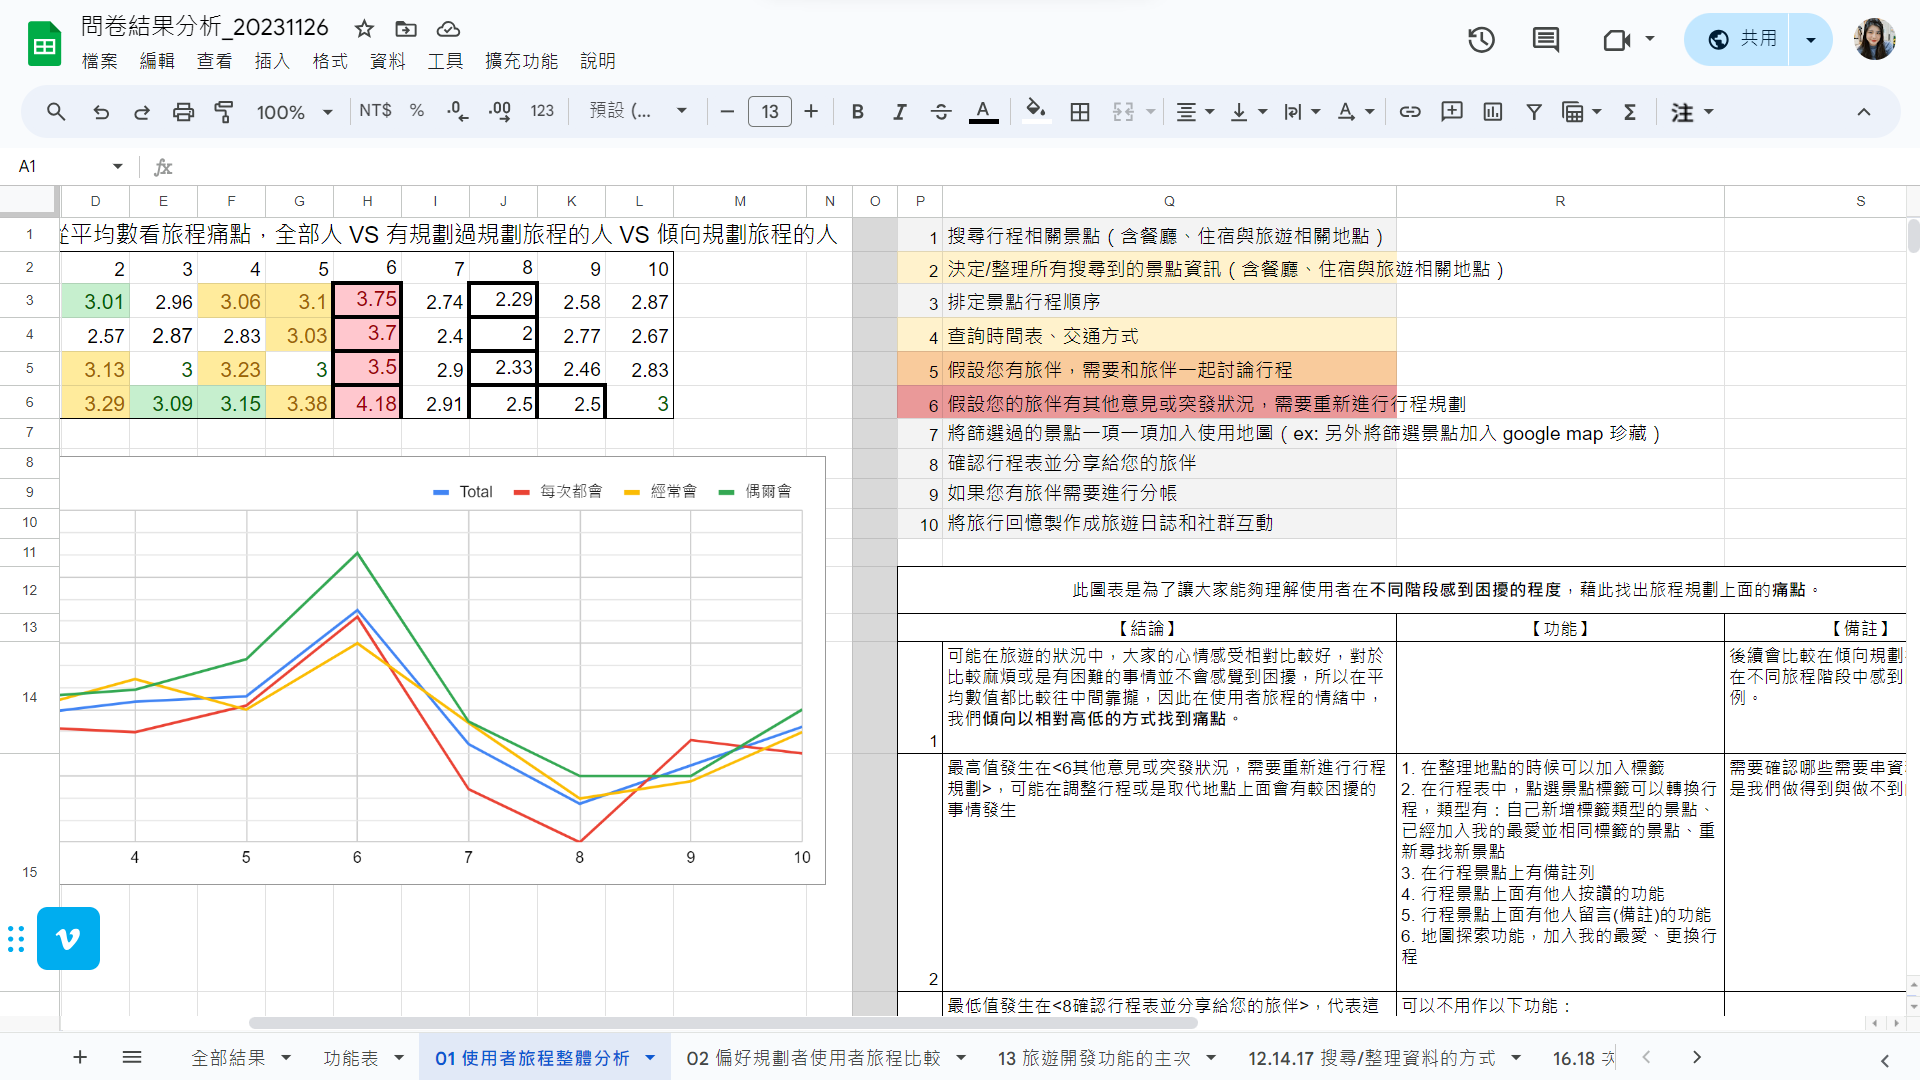 問卷結果分析_20231126
檔案 編輯 查看 插入 格式 資料 工具 擴充功能 說明
共用
100% NT$ % .0 .00 123 預設 (... 13 B I A 注
A1 fx
D E F G H I J K L M N O P Q R S
1 從平均數看旅程痛點，全部人 VS 有規劃過規劃旅程的人 VS 傾向規劃旅程的人
2 2 3 4 5 6 7 8 9 10
3 3.01 2.96 3.06 3.1 3.75 2.74 2.29 2.58 2.87
4 2.57 2.87 2.83 3.03 3.7 2.4 2 2.77 2.67
5 3.13 3 3.23 3 3.5 2.9 2.33 2.46 2.83
6 3.29 3.09 3.15 3.38 4.18 2.91 2.5 2.5 3
7
8
9
10
11
12
13
14
15
Total 每次都會 經常會 偶爾會
4 5 6 7 8 9 10
1 搜尋行程相關景點（含餐廳、住宿與旅遊相關地點）
2 決定/整理所有搜尋到的景點資訊（含餐廳、住宿與旅遊相關地點）
3 排定景點行程順序
4 查詢時間表、交通方式
5 假設您有旅伴，需要和旅伴一起討論行程
6 假設您的旅伴有其他意見或突發狀況，需要重新進行行程規劃
7 將篩選過的景點一項一項加入使用地圖（ex: 另外將篩選景點加入 google map 珍藏）
8 確認行程表並分享給您的旅伴
9 如果您有旅伴需要進行分帳
10 將旅行回憶製作成旅遊日誌和社群互動
此圖表是為了讓大家能夠理解使用者在不同階段感到困擾的程度，藉此找出旅程規劃上面的痛點。
【結論】 【功能】 【備註】
1
可能在旅遊的狀況中，大家的心情感受相對比較好，對於
比較麻煩或是有困難的事情並不會感覺到困擾，所以在平
均數值都比較往中間靠攏，因此在使用者旅程的情緒中，
我們傾向以相對高低的方式找到痛點。
後續會比較在傾向規劃
在不同旅程階段中感到
例。
2
最高值發生在<6其他意見或突發狀況，需要重新進行行程
規劃>，可能在調整行程或是取代地點上面會有較困擾的
事情發生
1. 在整理地點的時候可以加入標籤
2. 在行程表中，點選景點標籤可以轉換行
程，類型有：自己新增標籤類型的景點、
已經加入我的最愛並相同標籤的景點、重
新尋找新景點
3. 在行程景點上有備註列
4. 行程景點上面有他人按讚的功能
5. 行程景點上面有他人留言(備註)的功能
6. 地圖探索功能，加入我的最愛、更換行
程
需要確認哪些需要串資
是我們做得到與做不到
最低值發生在<8確認行程表並分享給您的旅伴>，代表這
可以不用作以下功能：
全部結果 功能表 01 使用者旅程整體分析 02 偏好規劃者使用者旅程比較 13 旅遊開發功能的主次 12.14.17 搜尋/整理資料的方式 16.18